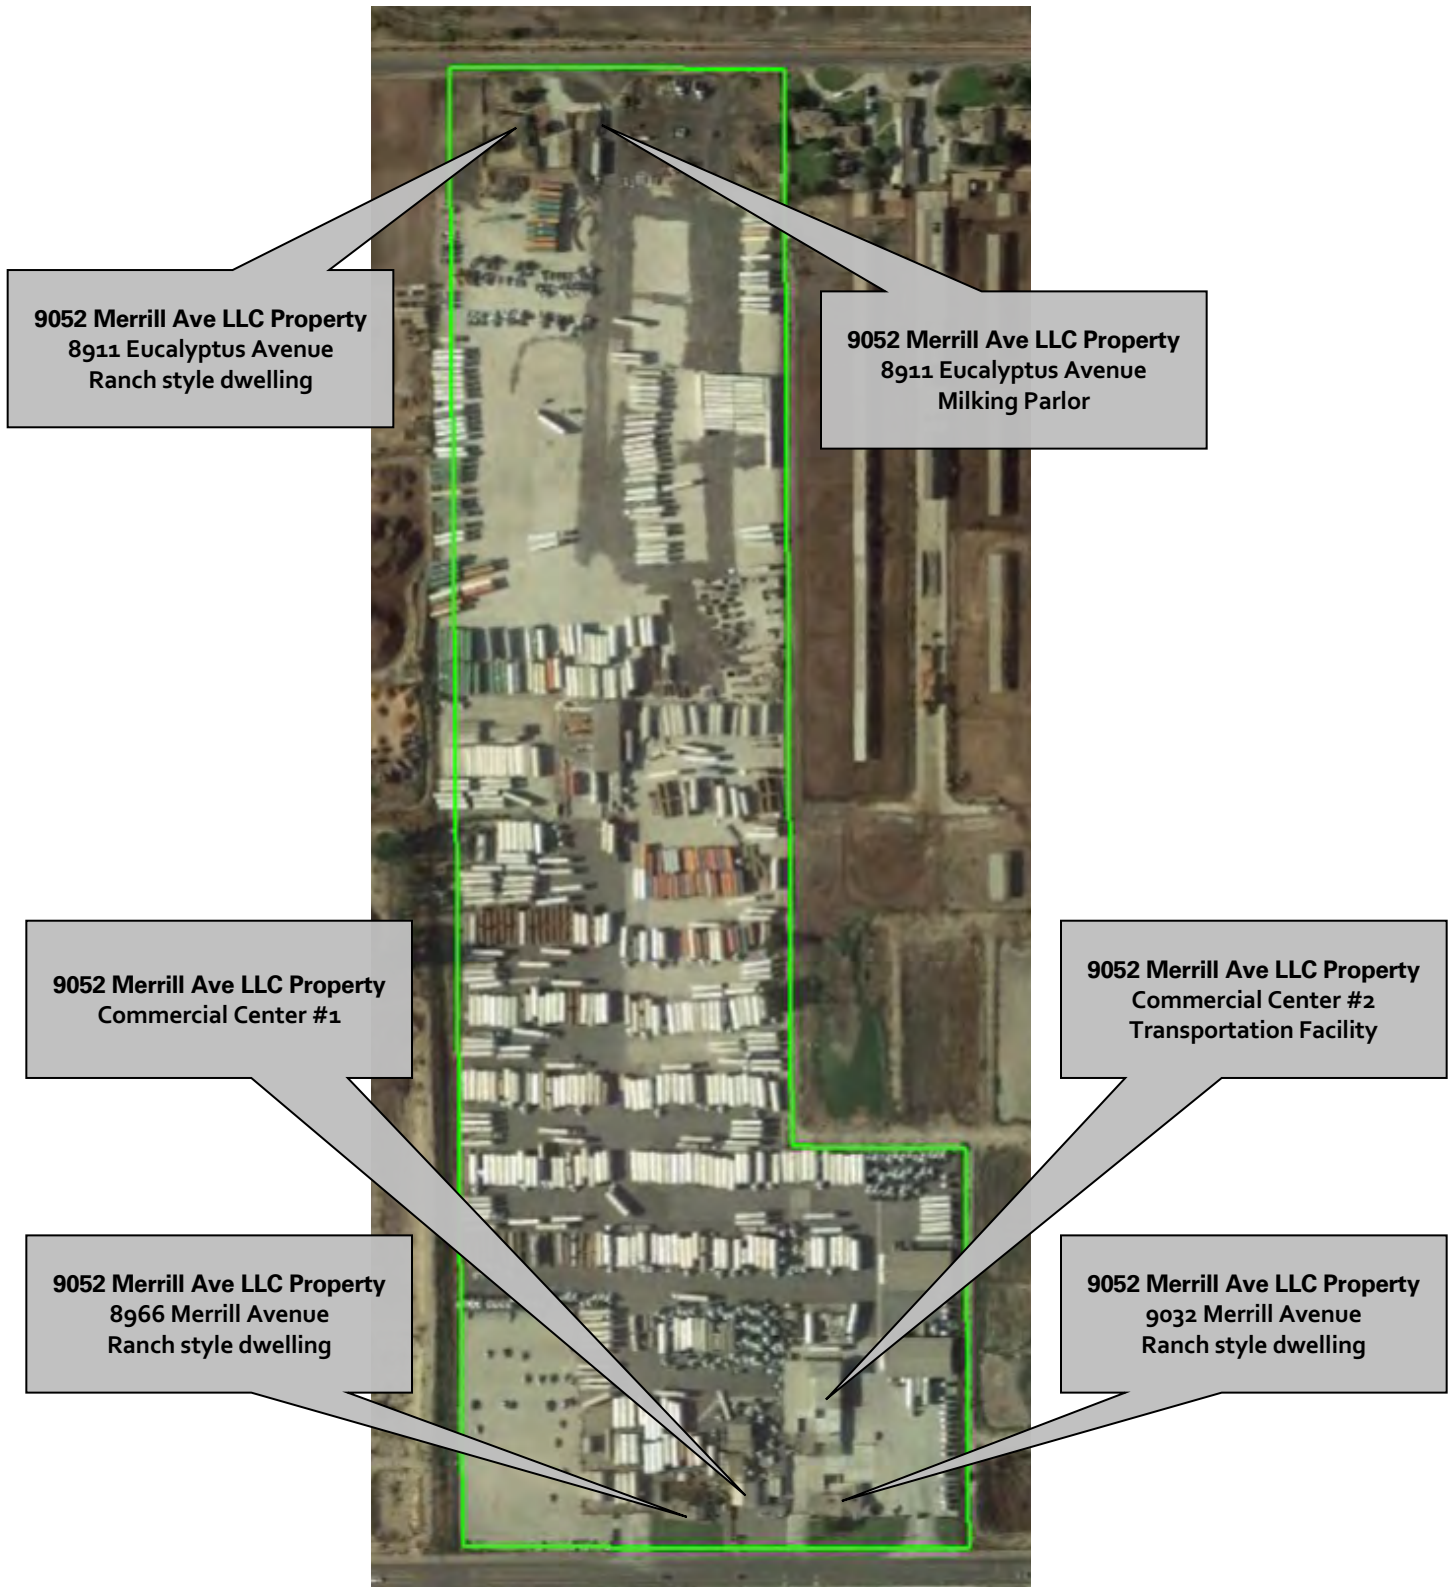 9052 Merrill Ave LLC Property
8911 Eucalyptus Avenue
Ranch style dwelling
9052 Merrill Ave LLC Property
8911 Eucalyptus Avenue
Milking Parlor
9052 Merrill Ave LLC Property
Commercial Center #1
9052 Merrill Ave LLC Property
Commercial Center #2
Transportation Facility
9052 Merrill Ave LLC Property
8966 Merrill Avenue
Ranch style dwelling
9052 Merrill Ave LLC Property
9032 Merrill Avenue
Ranch style dwelling